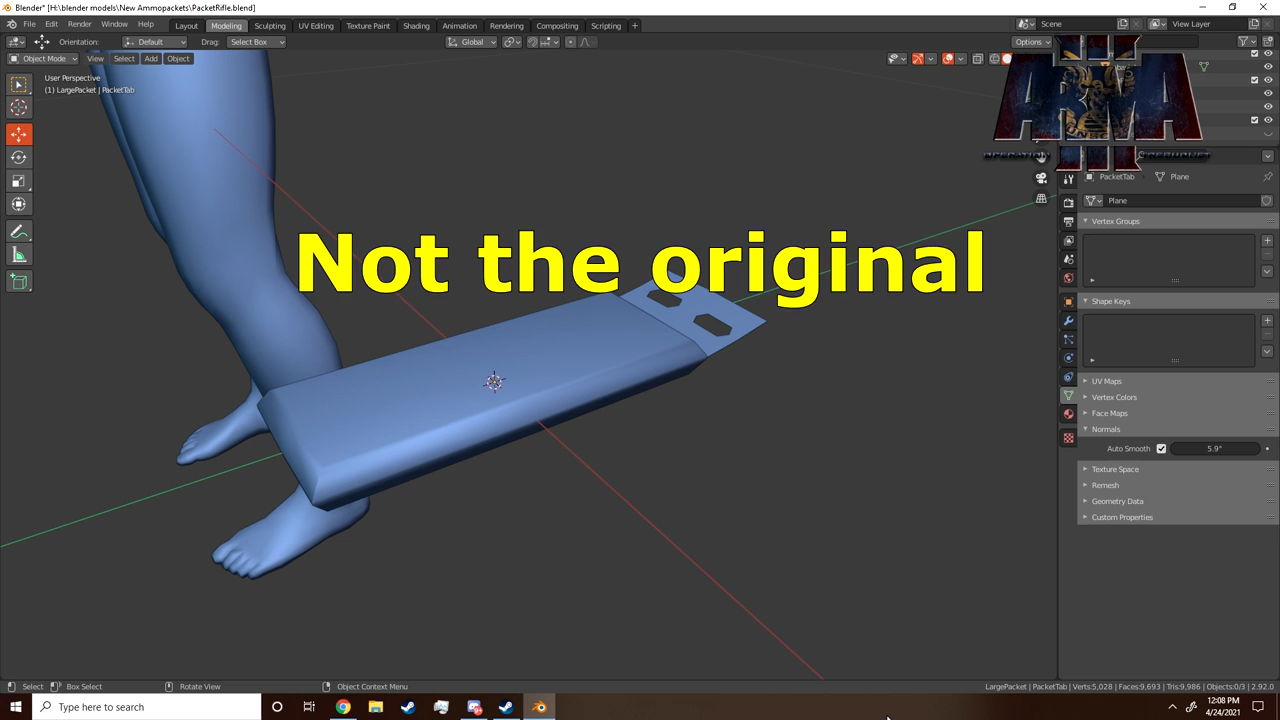 Blender* [H:\blender models\New Ammopackets\PacketRifle.blend]
File Edit Render Window Help Layout Modeling Sculpting UV Editing Texture Paint Shading Animation Rendering Compositing Scripting + Scene View Layer
Orientation: Default Drag: Select Box Global Options
Object Mode View Select Add Object
User Perspective
(1) LargePacket | PacketTab
ARMA
PacketTab Plane
Plane
Vertex Groups
Not the original
Shape Keys
UV Maps
Vertex Colors
Face Maps
Normals
Auto Smooth 5.9°
Texture Space
Remesh
Geometry Data
Custom Properties
Select Box Select Rotate View Object Context Menu LargePacket | PacketTab | Verts:5,028 | Faces:9,693 | Tris:9,986 | Objects:0/3 | 2.92.0
Type here to search
12:08 PM
4/24/2021